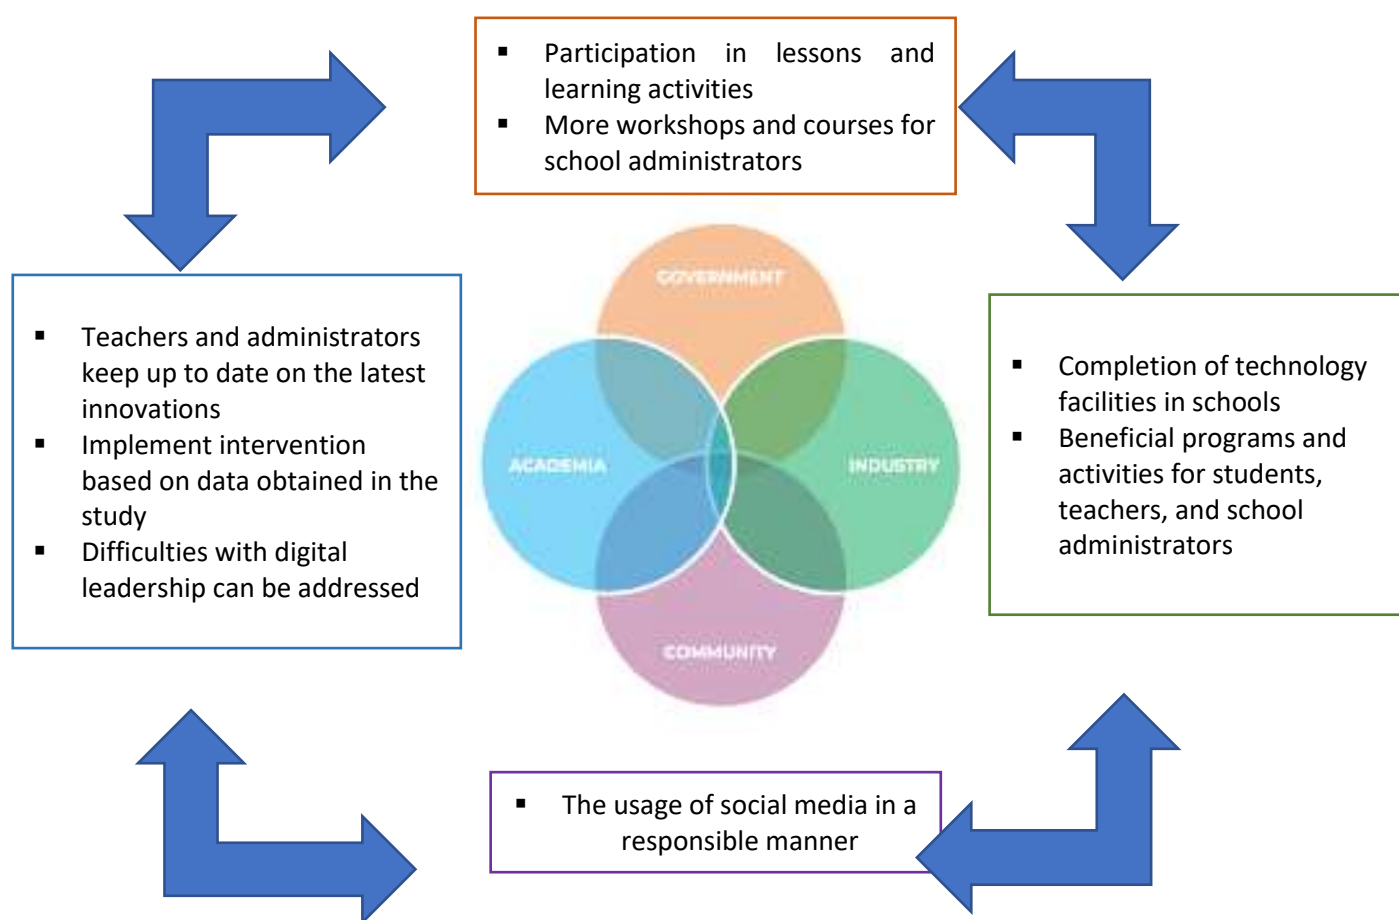 ▪ Participation in lessons and
learning activities
▪ More workshops and courses for
school administrators
GOVERNMENT
▪ Teachers and administrators
keep up to date on the latest
innovations
▪ Implement intervention
based on data obtained in the
study
▪ Difficulties with digital
leadership can be addressed
ACADEMIA
INDUSTRY
▪ Completion of technology
facilities in schools
▪ Beneficial programs and
activities for students,
teachers, and school
administrators
COMMUNITY
▪ The usage of social media in a
responsible manner